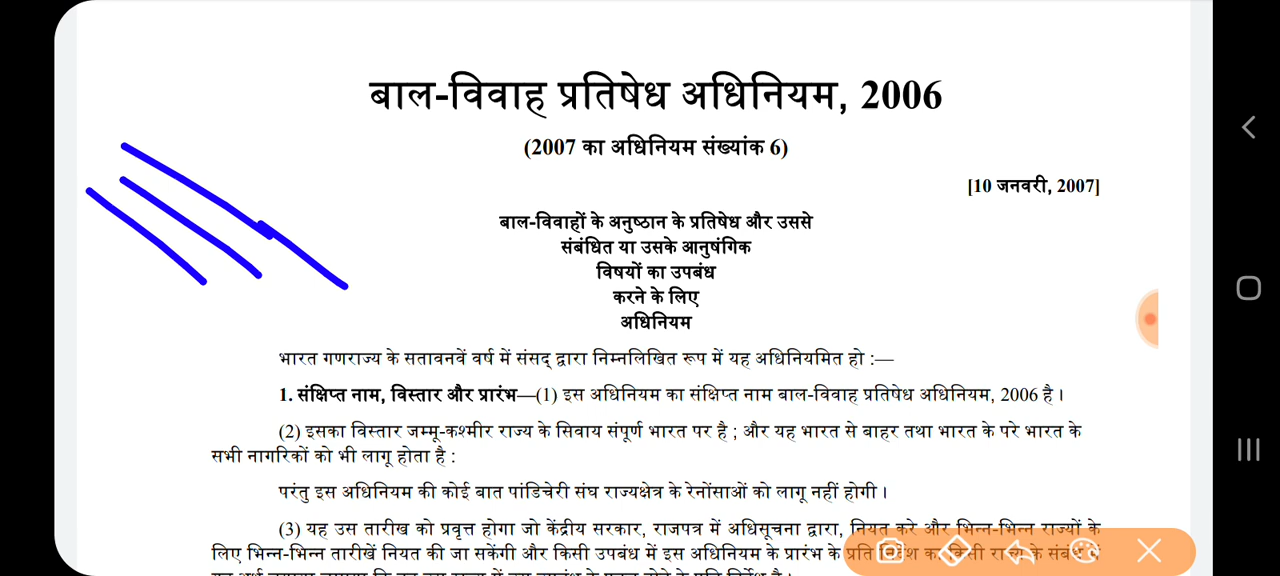 बाल-विवाह प्रतिषेध अधिनियम, 2006
(2007 का अधिनियम संख्यांक 6)
[10 जनवरी, 2007]
बाल-विवाहों के अनुष्ठान के प्रतिषेध और उससे
संबंधित या उसके आनुषंगिक
विषयों का उपबंध
करने के लिए
अधिनियम
भारत गणराज्य के सतावनवें वर्ष में संसद् द्वारा निम्नलिखित रूप में यह अधिनियमित हो :—
1. संक्षिप्त नाम, विस्तार और प्रारंभ—(1) इस अधिनियम का संक्षिप्त नाम बाल-विवाह प्रतिषेध अधिनियम, 2006 है ।
(2) इसका विस्तार जम्मू-कश्मीर राज्य के सिवाय संपूर्ण भारत पर है ; और यह भारत से बाहर तथा भारत के परे भारत के
सभी नागरिकों को भी लागू होता है :
परंतु इस अधिनियम की कोई बात पांडिचेरी संघ राज्यक्षेत्र के रेनोंसाओं को लागू नहीं होगी ।
(3) यह उस तारीख को प्रवृत्त होगा जो केंद्रीय सरकार, राजपत्र में अधिसूचना द्वारा, नियत करे और भिन्न-भिन्न राज्यों के
लिए भिन्न-भिन्न तारीखें नियत की जा सकेंगी और किसी उपबंध में इस अधिनियम के प्रारंभ के प्रति निर्देश का किसी राज्य के संबंध में